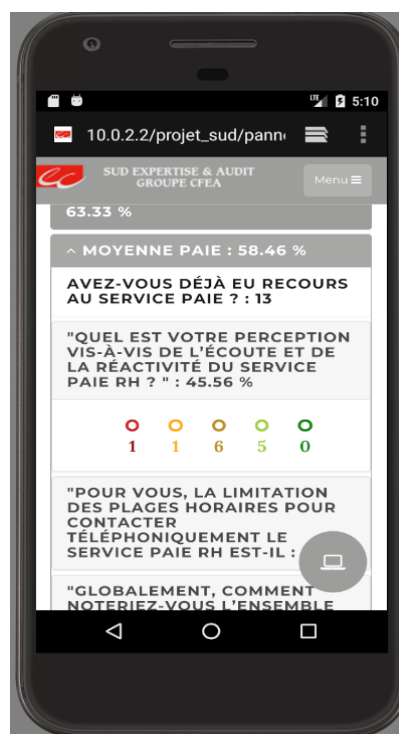 LTE 5:10
10.0.2.2/projet_sud/pann
SUD EXPERTISE & AUDIT
GROUPE CFEA
Menu
63.33 %
MOYENNE PAIE : 58.46 %
AVEZ-VOUS DÉJÀ EU RECOURS
AU SERVICE PAIE ? : 13
"QUEL EST VOTRE PERCEPTION
VIS-À-VIS DE L'ÉCOUTE ET DE
LA RÉACTIVITÉ DU SERVICE
PAIE RH ? " : 45.56 %
1 1 6 5 0
"POUR VOUS, LA LIMITATION
DES PLAGES HORAIRES POUR
CONTACTER
TÉLÉPHONIQUEMENT LE
SERVICE PAIE RH EST-IL :
"GLOBALEMENT, COMMENT
NOTERIEZ-VOUS L'ENSEMBLE